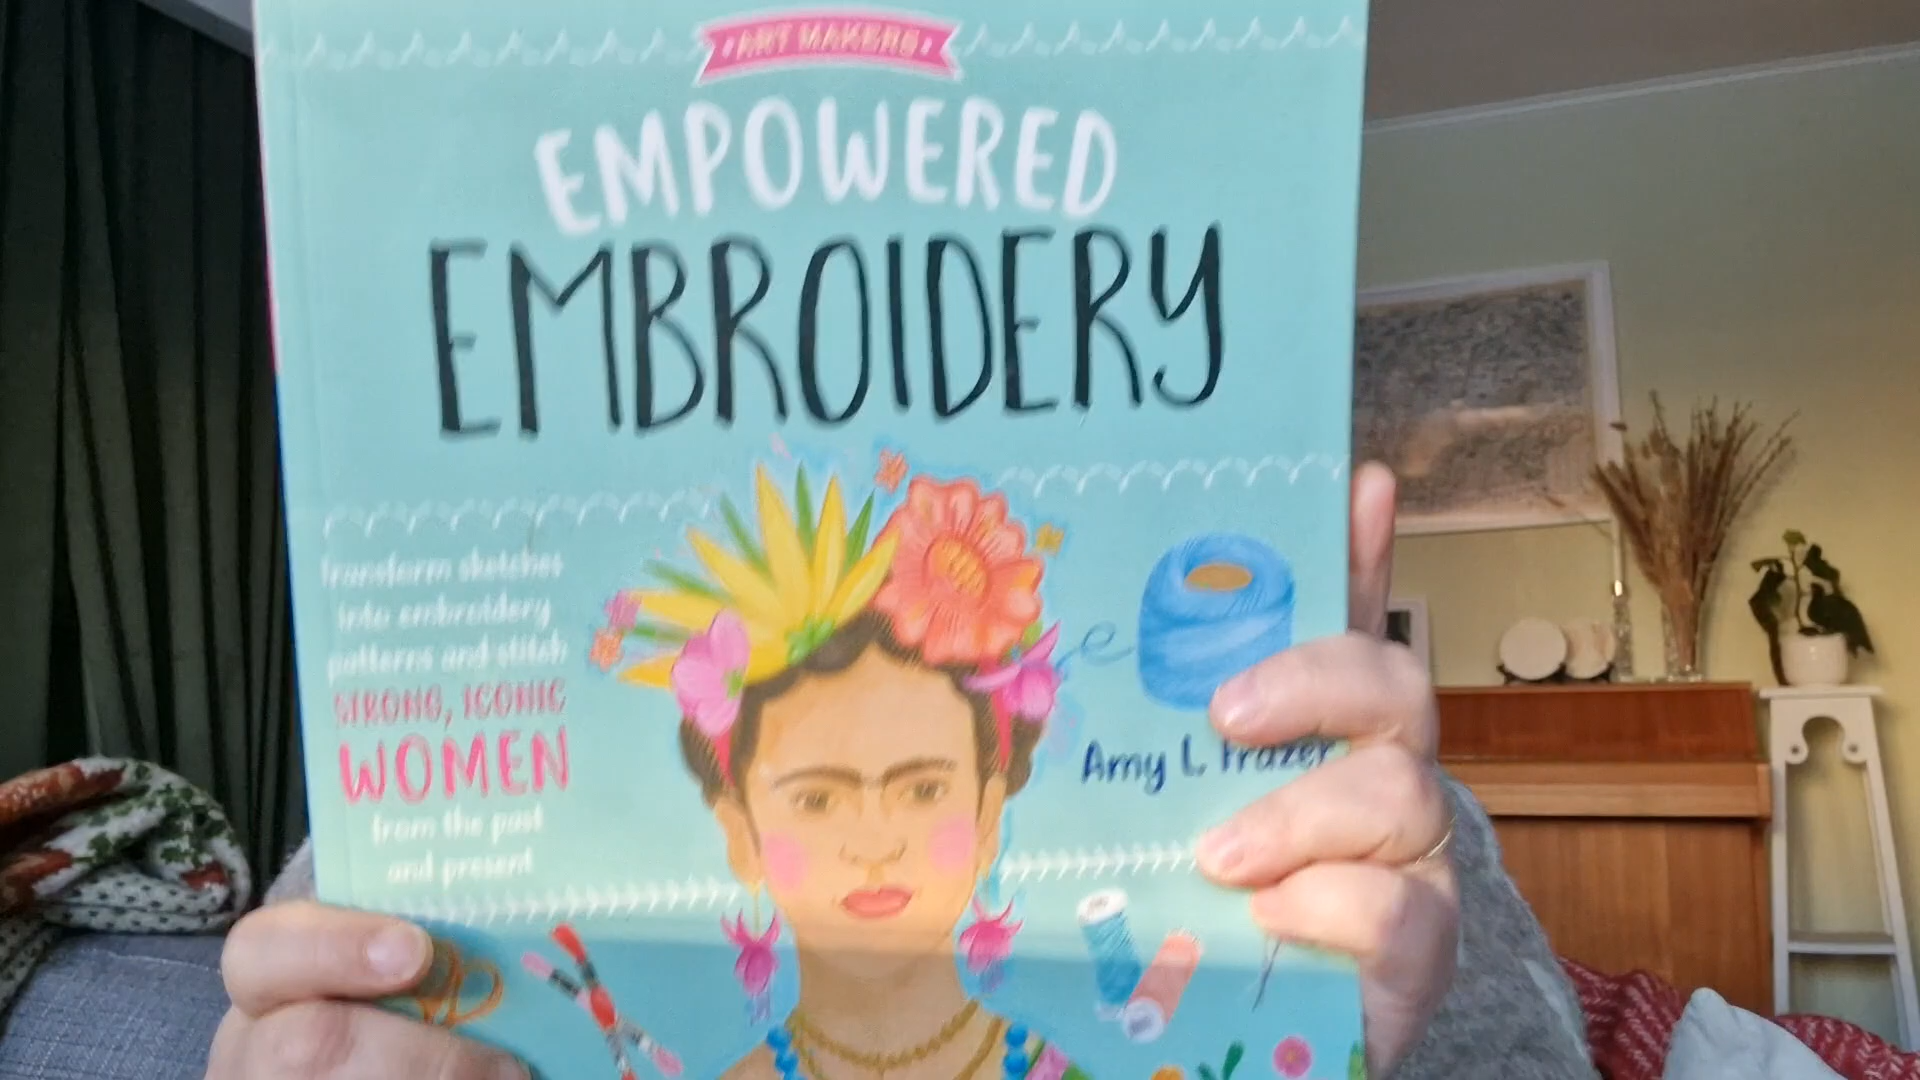 ART MAKERS
EMPOWERED
EMBROIDERY
Transform sketches
into embroidery
patterns and stitch
STRONG, ICONIC
WOMEN
from the past
and present
Amy L. Frazer